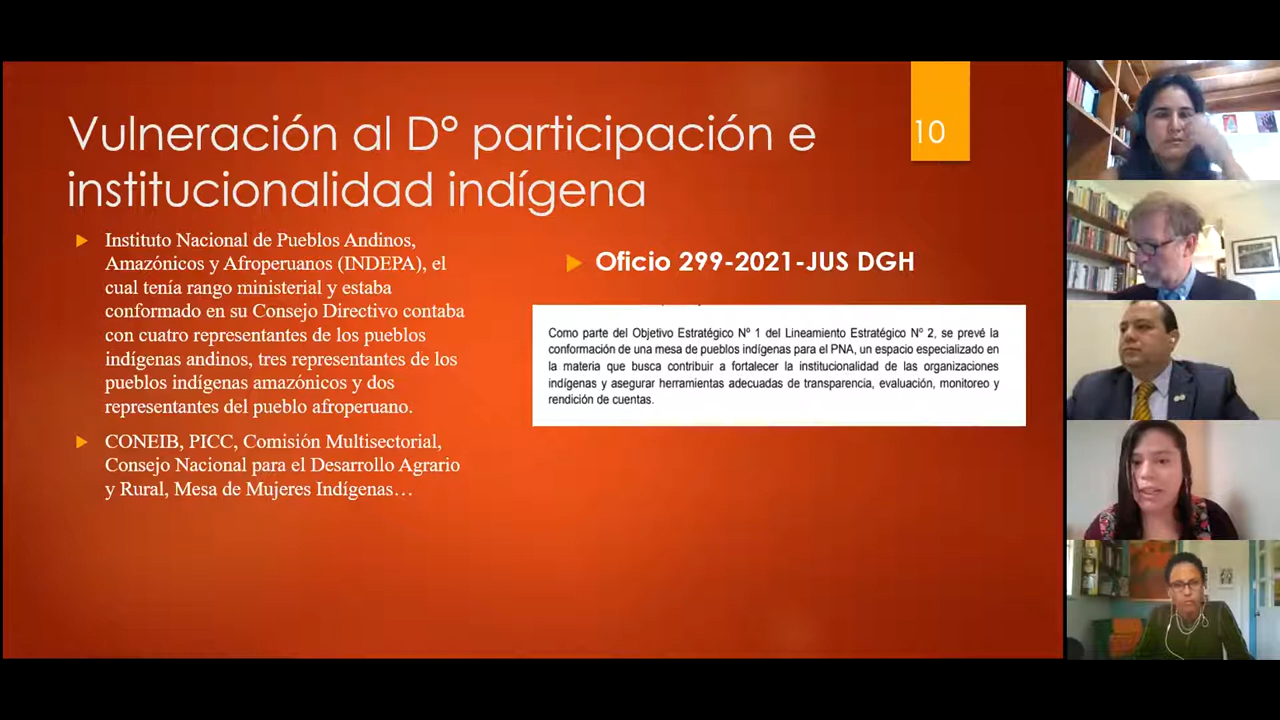 Vulneración al D° participación e
institucionalidad indígena
10
Instituto Nacional de Pueblos Andinos,
Amazónicos y Afroperuanos (INDEPA), el
cual tenía rango ministerial y estaba
conformado en su Consejo Directivo contaba
con cuatro representantes de los pueblos
indígenas andinos, tres representantes de los
pueblos indígenas amazónicos y dos
representantes del pueblo afroperuano.
CONEIB, PICC, Comisión Multisectorial,
Consejo Nacional para el Desarrollo Agrario
y Rural, Mesa de Mujeres Indígenas…
Oficio 299-2021-JUS DGH
Como parte del Objetivo Estratégico Nº 1 del Lineamiento Estratégico Nº 2, se prevé la
conformación de una mesa de pueblos indígenas para el PNA, un espacio especializado en
la materia que busca contribuir a fortalecer la institucionalidad de las organizaciones
indígenas y asegurar herramientas adecuadas de transparencia, evaluación, monitoreo y
rendición de cuentas.